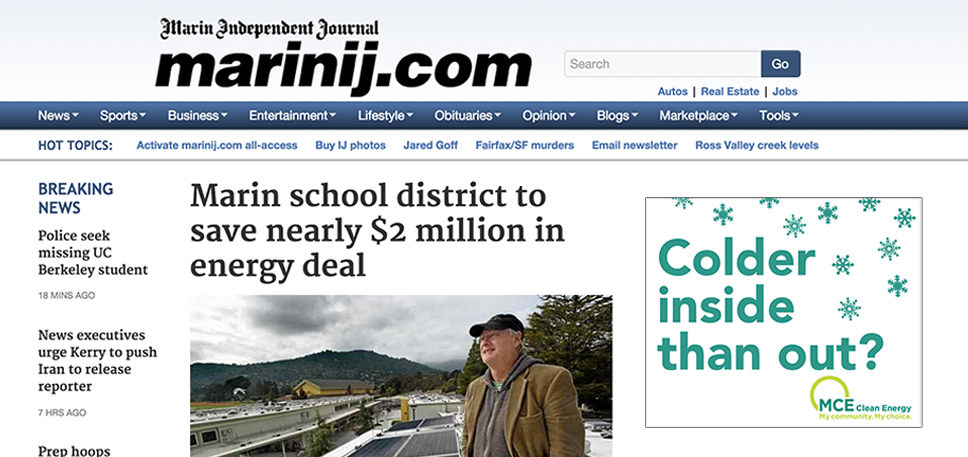 Marin Independent Journal
marinij.com
Search
Go
Autos | Real Estate | Jobs
News Sports Business Entertainment Lifestyle Obituaries Opinion Blogs Marketplace Tools
HOT TOPICS: Activate marinij.com all-access Buy IJ photos Jared Goff Fairfax/SF murders Email newsletter Ross Valley creek levels
BREAKING
NEWS
Police seek
missing UC
Berkeley student
18 MINS AGO
News executives
urge Kerry to push
Iran to release
reporter
7 HRS AGO
Prep hoops
Marin school district to
save nearly $2 million in
energy deal
Colder
inside
than out?
MCE Clean Energy
My community. My choice.